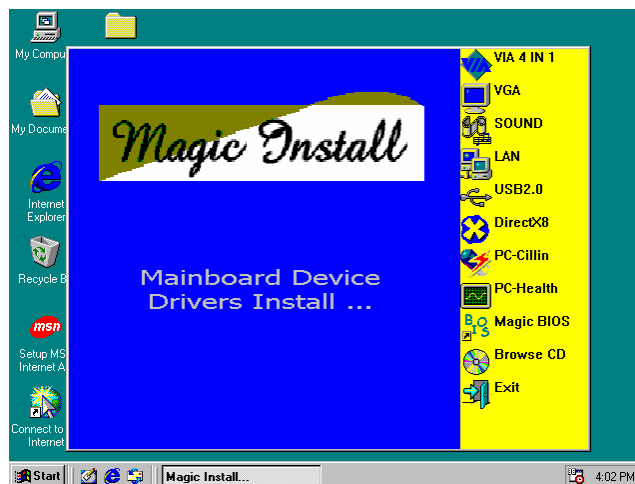 My Compu
My Docume
Internet
Explorer
Recycle B
msn
Setup MS
Internet A
Connect to
Internet
Magic Install
Mainboard Device
Drivers Install ...
VIA 4 IN 1
VGA
SOUND
LAN
USB2.0
DirectX8
PC-Cillin
PC-Health
BIOS
Magic BIOS
Browse CD
Exit
Start
Magic Install...
4:02 PM